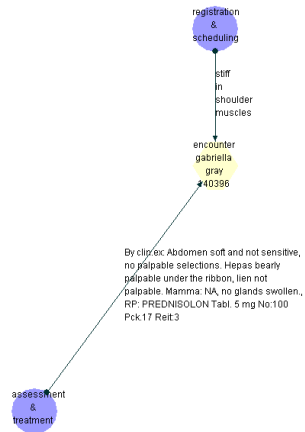 registration
&
scheduling
stiff
in
shoulder
muscles
encounter
gabriella
gray
140396
By clin.ex: Abdomen soft and not sensitive,
no palpable selections. Hepas bearly
palpable under the ribbon, lien not
palpable. Mamma: NA, no glands swollen.,
RP: PREDNISOLON Tabl. 5 mg No:100
Pck.17 Reit:3
assessment
&
treatment